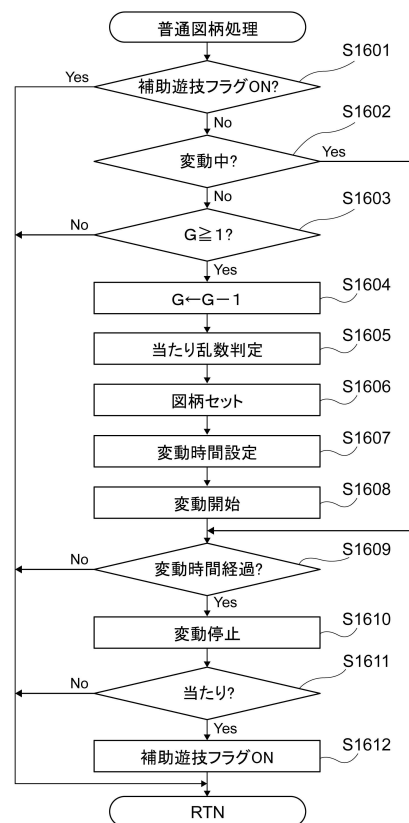 普通図柄処理
S1601
Yes
補助遊技フラグON?
No
S1602
変動中?
Yes
No
S1603
No
G≧1?
Yes
S1604
G←G－1
S1605
当たり乱数判定
S1606
図柄セット
S1607
変動時間設定
S1608
変動開始
S1609
No
変動時間経過?
Yes
S1610
変動停止
S1611
No
当たり?
Yes
S1612
補助遊技フラグON
RTN